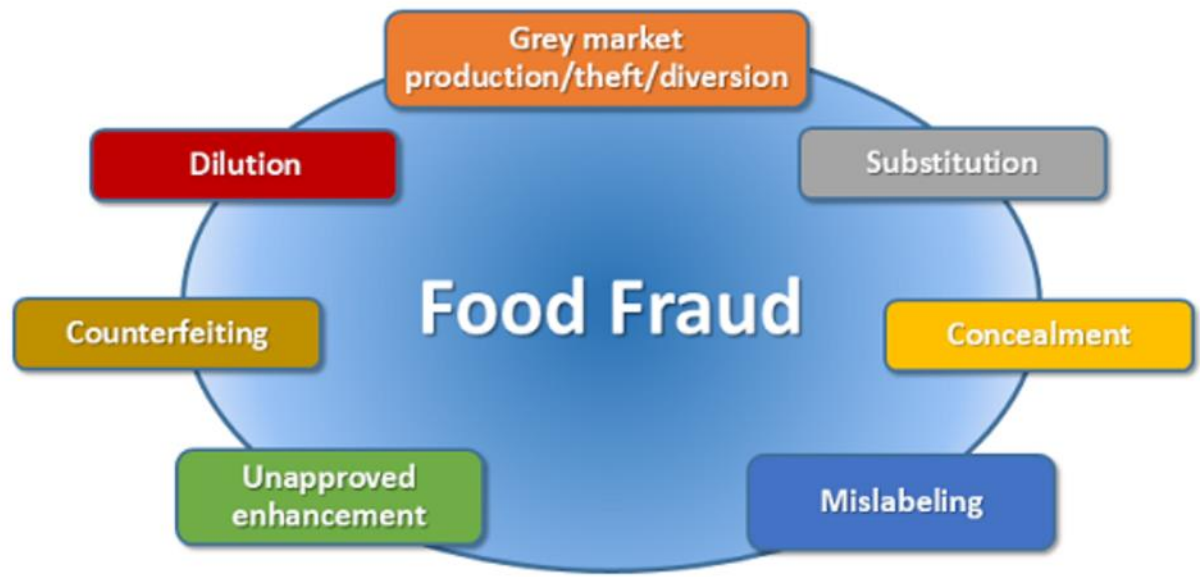 Grey market
production/theft/diversion
Dilution
Substitution
Food Fraud
Counterfeiting
Concealment
Unapproved
enhancement
Mislabeling